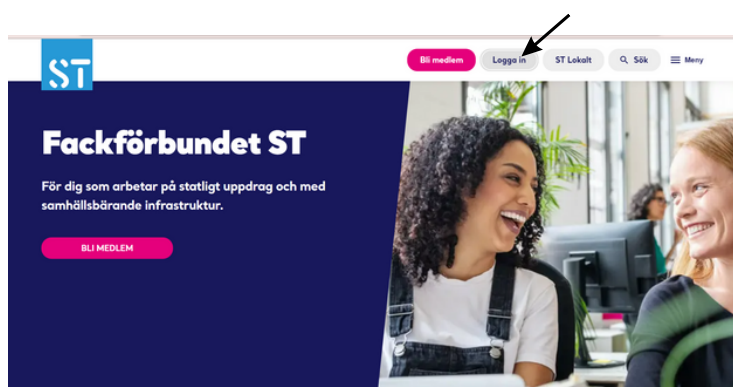 ST
Bli medlem
Logga in
ST Lokalt
Sök
Meny
Fackförbundet ST
För dig som arbetar på statligt uppdrag och med
samhällsbärande infrastruktur.
BLI MEDLEM